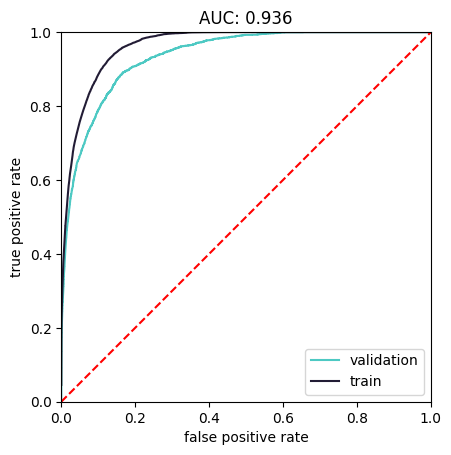 AUC: 0.936
true positive rate
1.0
0.8
0.6
0.4
0.2
0.0
validation
train
0.0 0.2 0.4 0.6 0.8 1.0
false positive rate